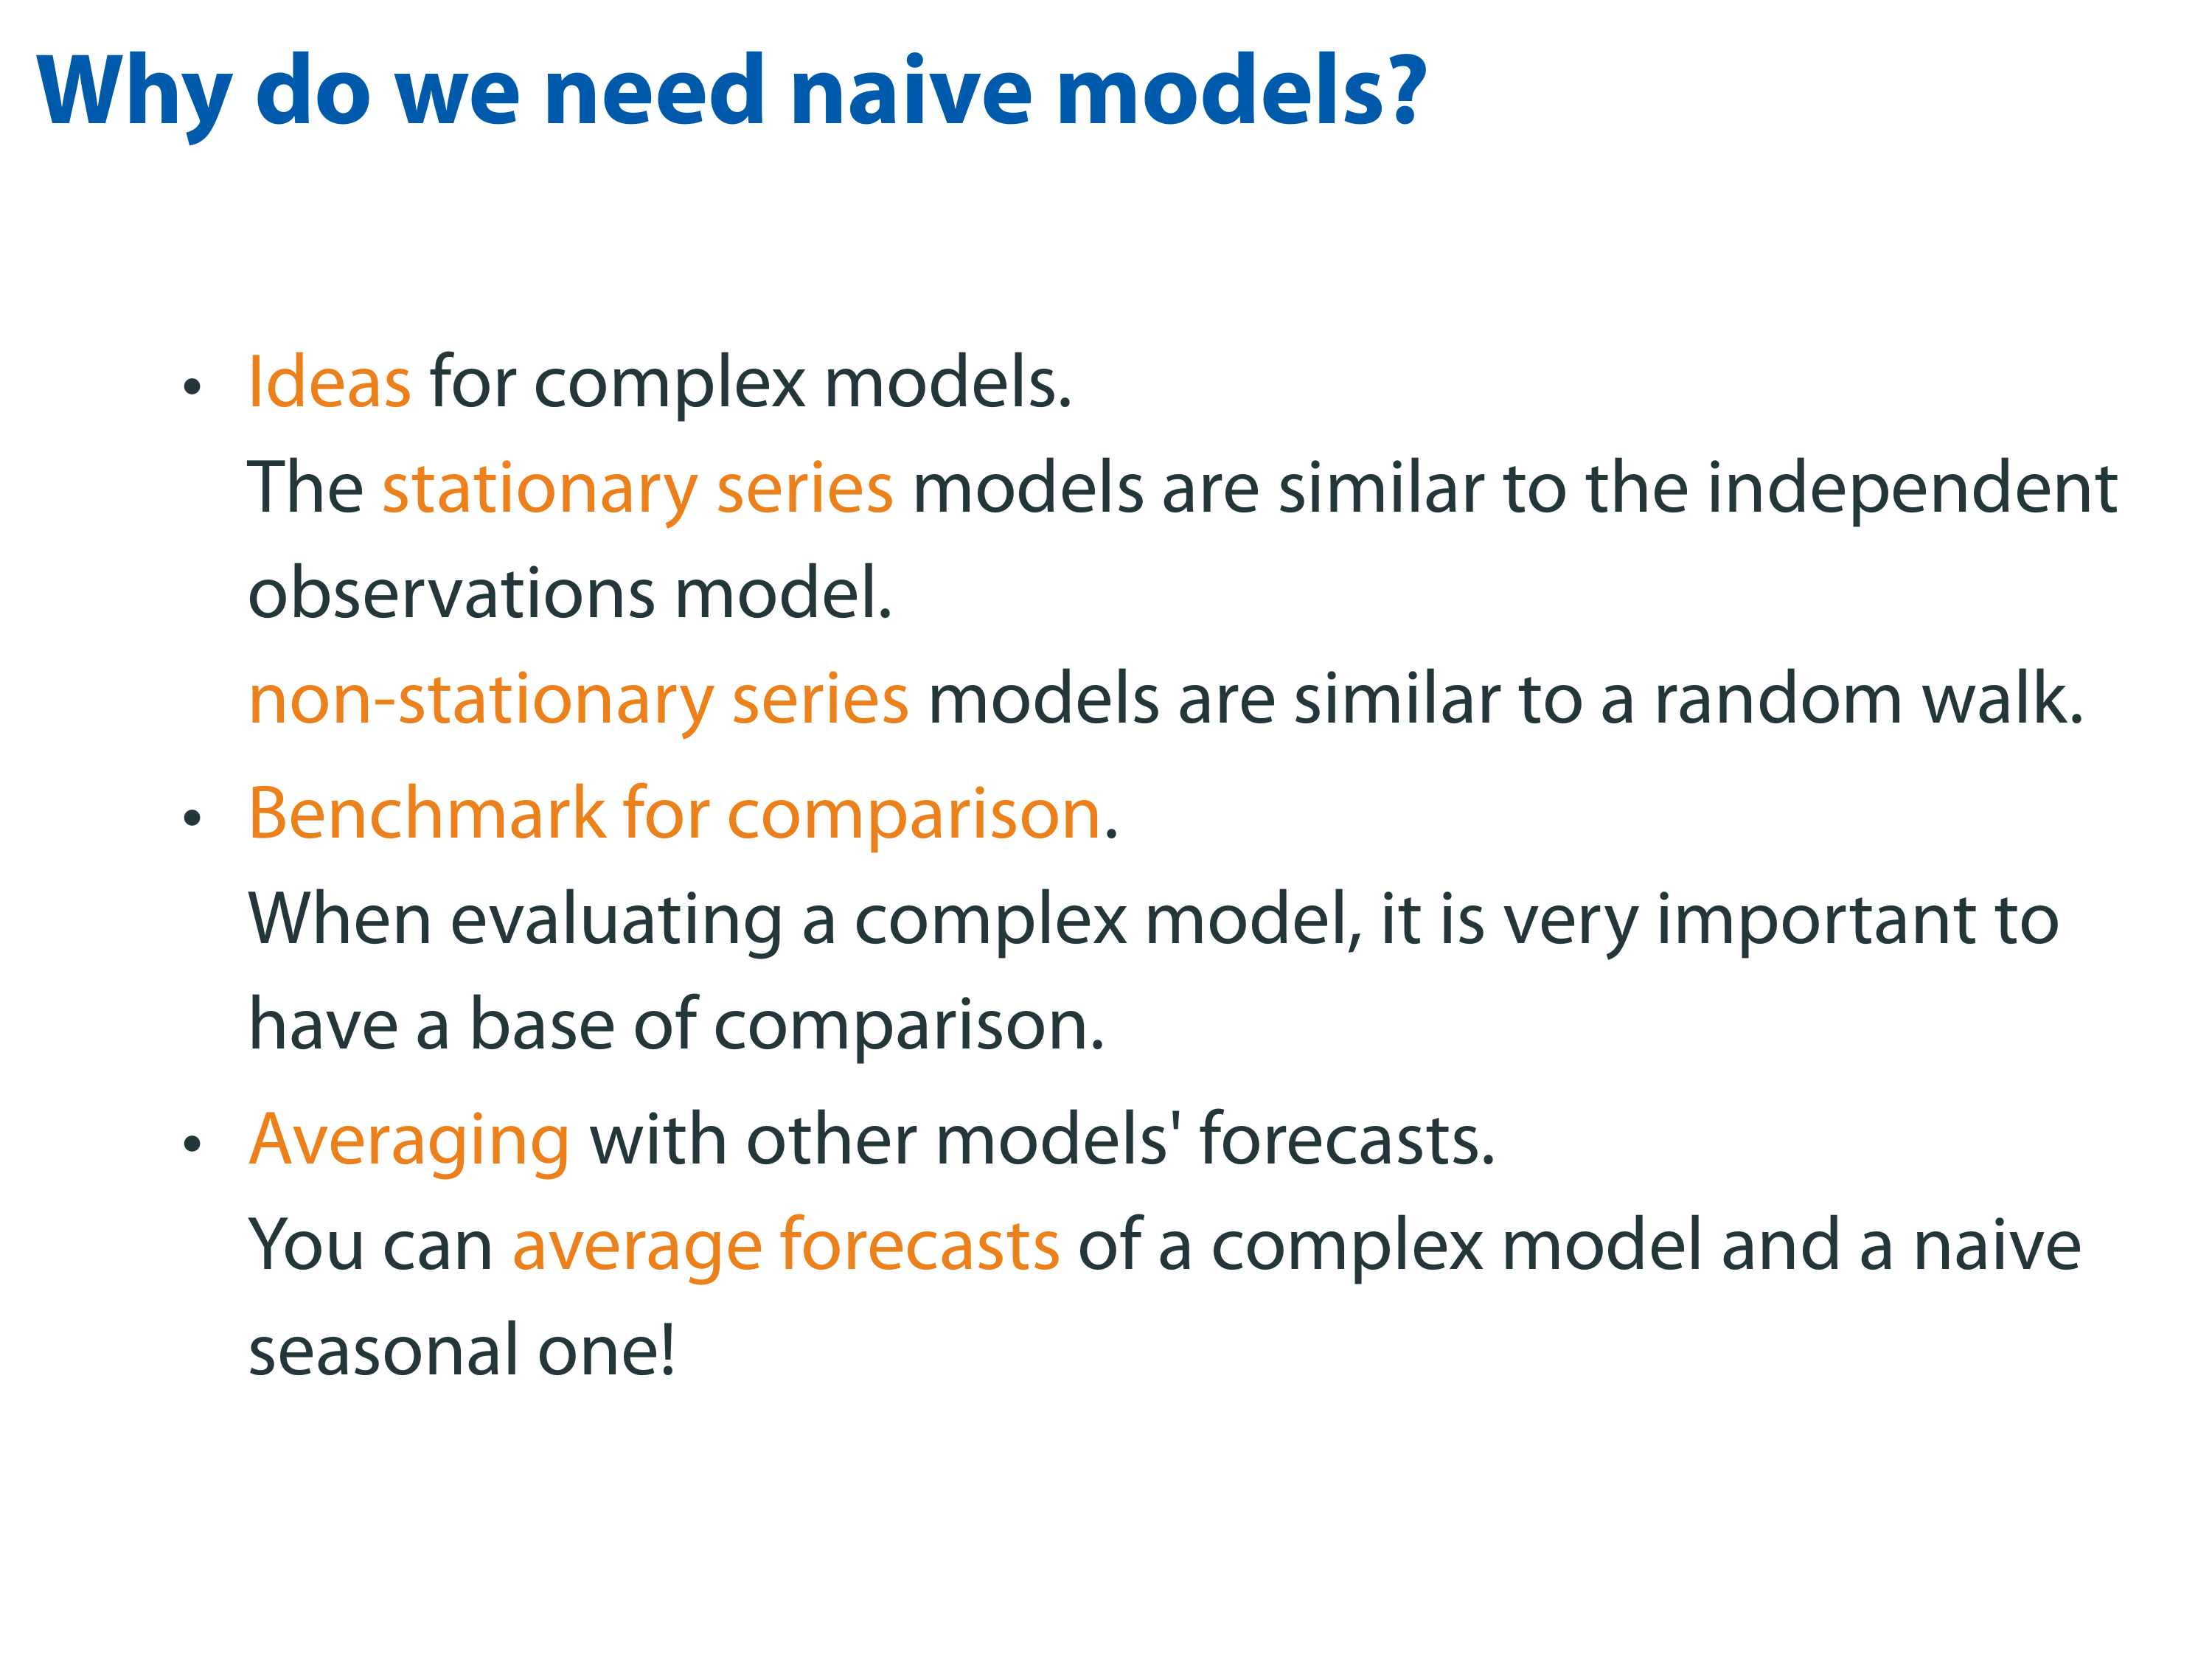 Why do we need naive models?
• Ideas for complex models.
The stationary series models are similar to the independent
observations model.
non-stationary series models are similar to a random walk.
• Benchmark for comparison.
When evaluating a complex model, it is very important to
have a base of comparison.
• Averaging with other models' forecasts.
You can average forecasts of a complex model and a naive
seasonal one!